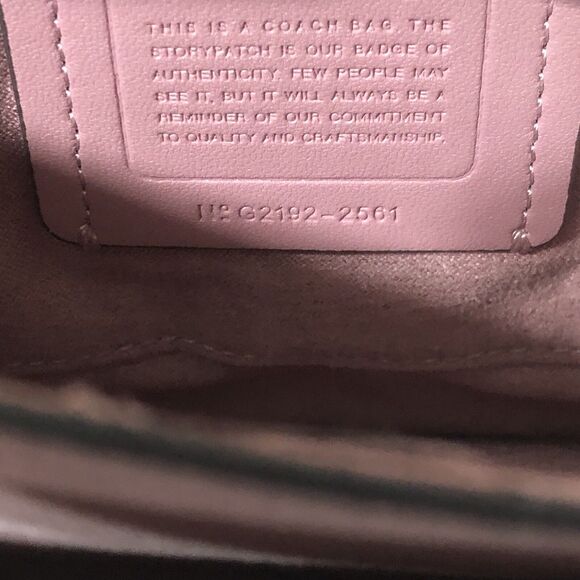 THIS IS A COACH BAG. THE
STORYPATCH IS OUR BADGE OF
AUTHENTICITY. FEW PEOPLE MAY
SEE IT, BUT IT WILL ALWAYS BE A
REMINDER OF OUR COMMITMENT
TO QUALITY AND CRAFTSMANSHIP.
Nº G2192-2561